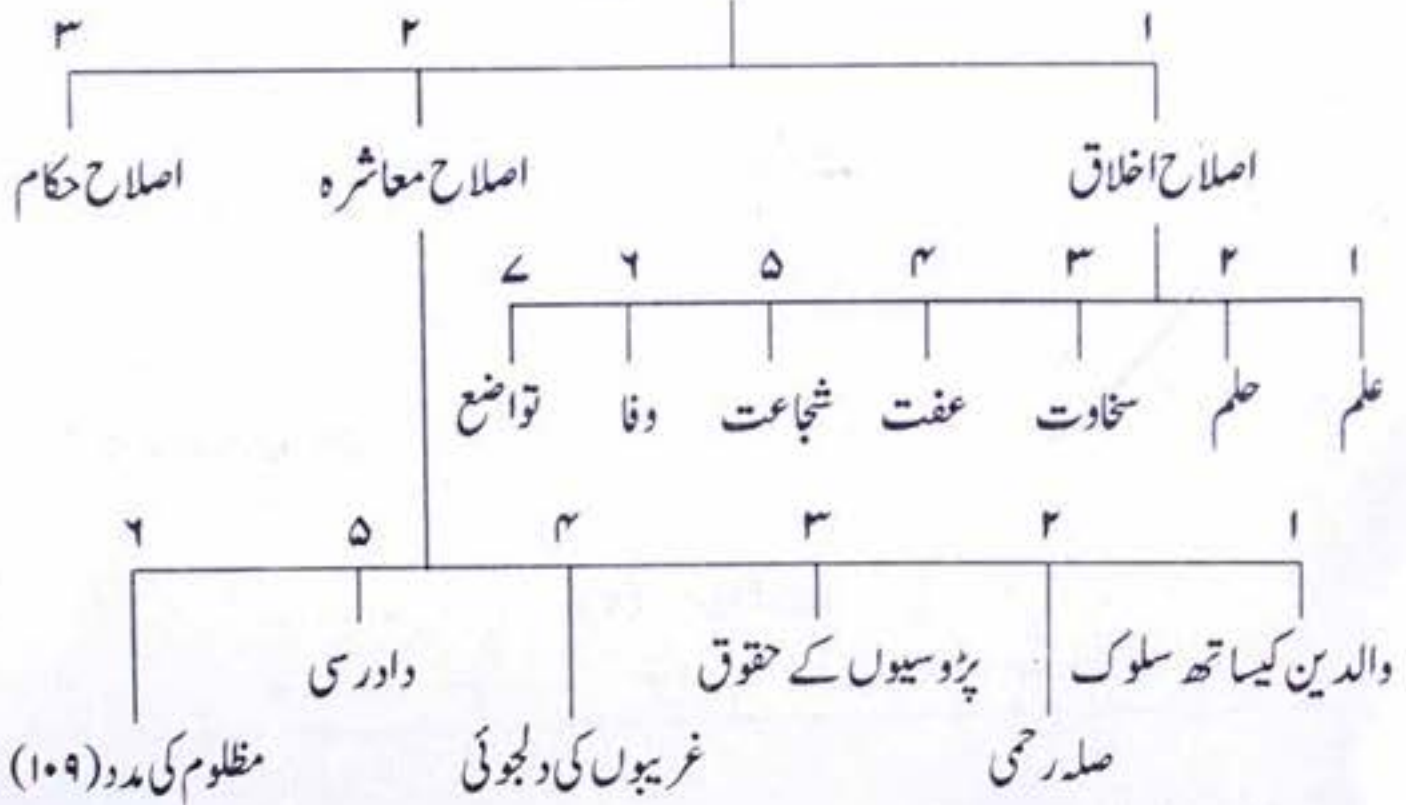 ۱ ۲ ۳
اصلاح اخلاق اصلاح معاشرہ اصلاح حکام
۱ ۲ ۳ ۴ ۵ ۶ ۷
علم حلم سخاوت عفت شجاعت وفا تواضع
۱ ۲ ۳ ۴ ۵ ۶
والدین کیساتھ سلوک پڑوسیوں کے حقوق دادرسی
صلہ رحمی غریبوں کی دلجوئی مظلوم کی مدد (۱۰۹)